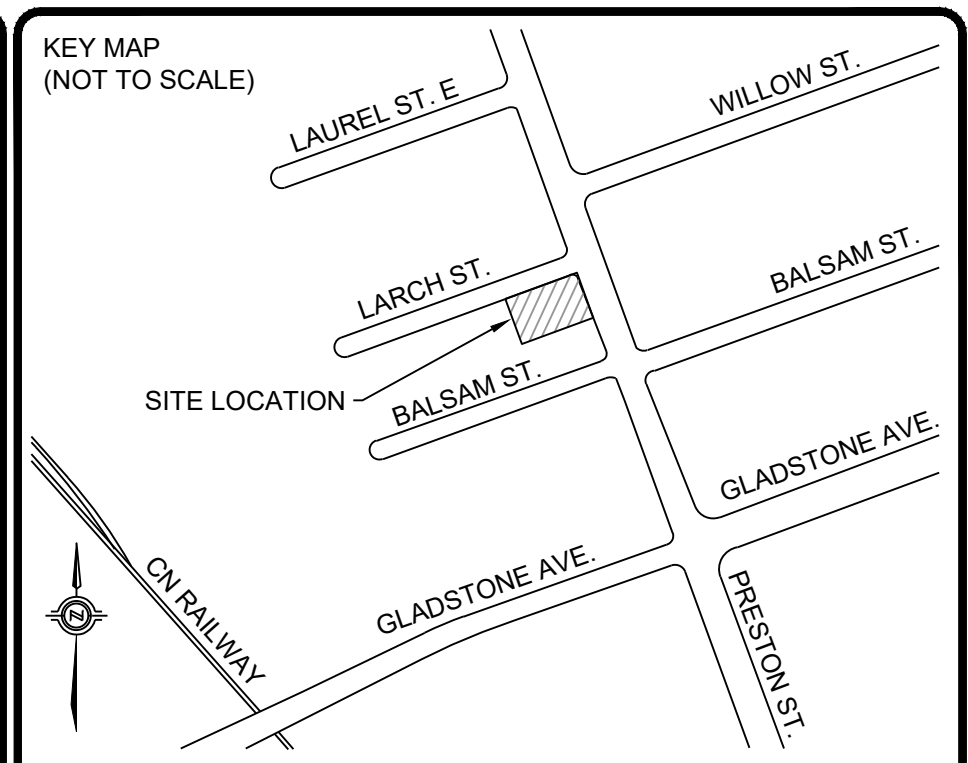 KEY MAP
(NOT TO SCALE)
LAUREL ST. E
WILLOW ST.
LARCH ST.
BALSAM ST.
SITE LOCATION
BALSAM ST.
GLADSTONE AVE.
CN RAILWAY
GLADSTONE AVE.
PRESTON ST.
N